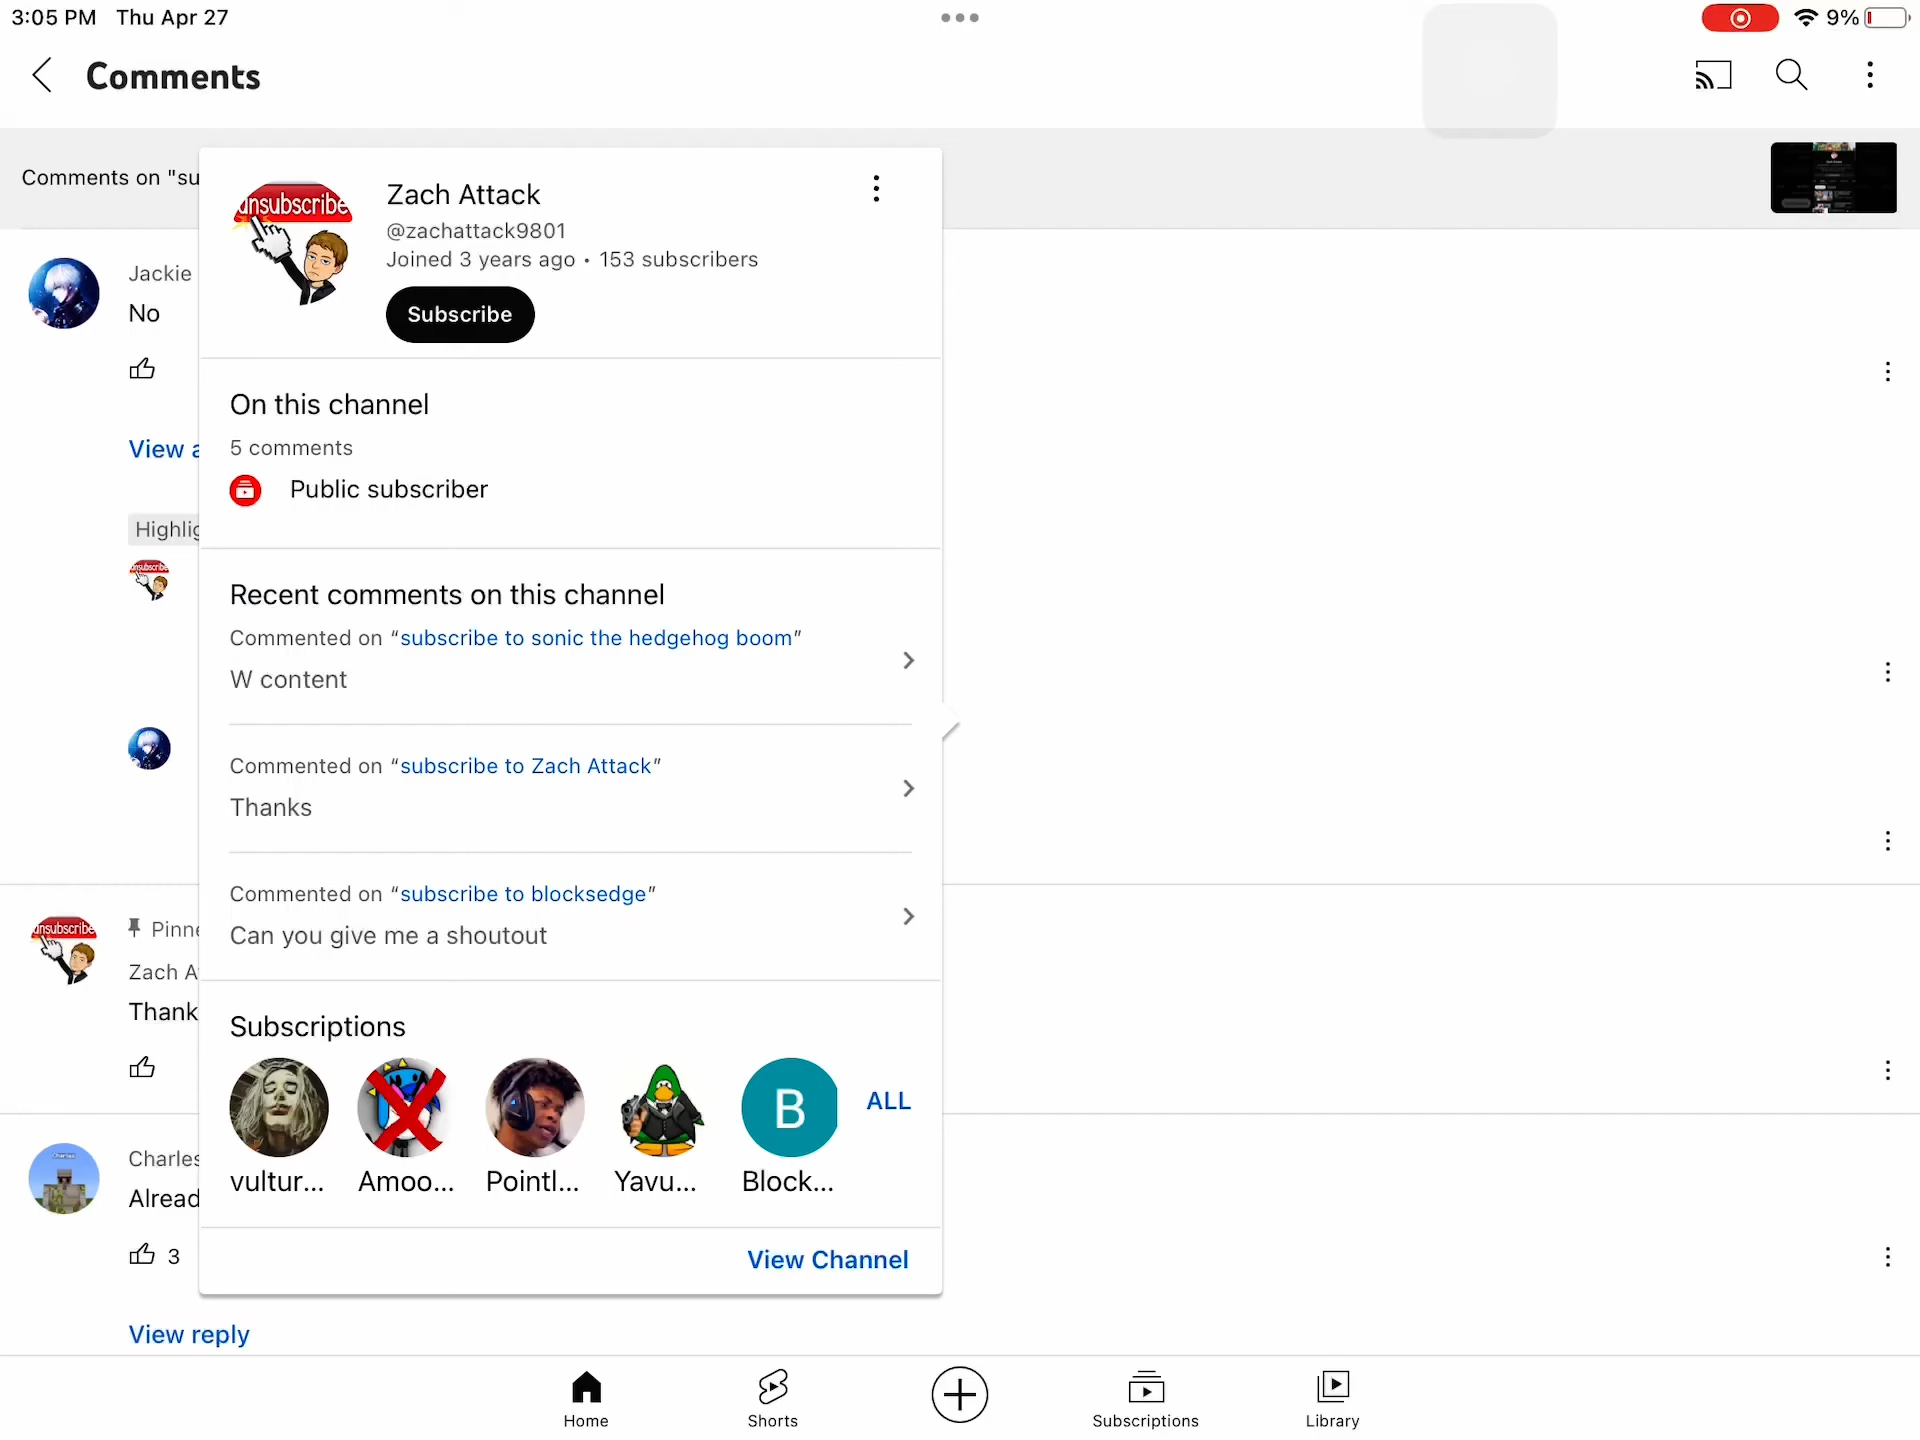 3:05 PM Thu Apr 27
9%
Comments
Comments on "su
Zach Attack
@zachattack9801
Joined 3 years ago • 153 subscribers
Subscribe
unsubscribe
Jackie
No
View a
On this channel
5 comments
Public subscriber
Highlig
Recent comments on this channel
Commented on “subscribe to sonic the hedgehog boom”
W content
Commented on “subscribe to Zach Attack”
Thanks
Commented on “subscribe to blocksedge”
Can you give me a shoutout
unsubscribe
Pinne
Zach A
Thank
Subscriptions
B
ALL
vultur...
Amoo...
Pointl...
Yavu...
Block...
Charles
Charles
Alread
3
View Channel
View reply
Home
Shorts
Subscriptions
Library